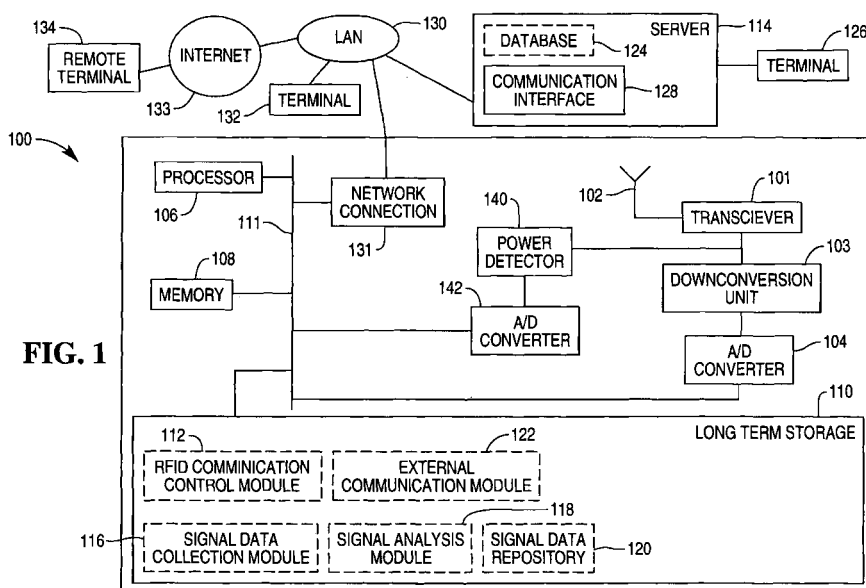 134
REMOTE
TERMINAL
INTERNET
133
LAN
130
132
TERMINAL
DATABASE
124
SERVER
114
COMMUNICATION
INTERFACE
128
126
TERMINAL
100
PROCESSOR
106
111
NETWORK
CONNECTION
131
102
101
TRANSCIEVER
140
POWER
DETECTOR
103
DOWNCONVERSION
UNIT
108
MEMORY
142
A/D
CONVERTER
104
A/D
CONVERTER
FIG. 1
110
LONG TERM STORAGE
112
RFID COMMINICATION
CONTROL MODULE
122
EXTERNAL
COMMUNICATION MODULE
116
SIGNAL DATA
COLLECTION MODULE
118
SIGNAL ANALYSIS
MODULE
SIGNAL DATA
REPOSITORY
120